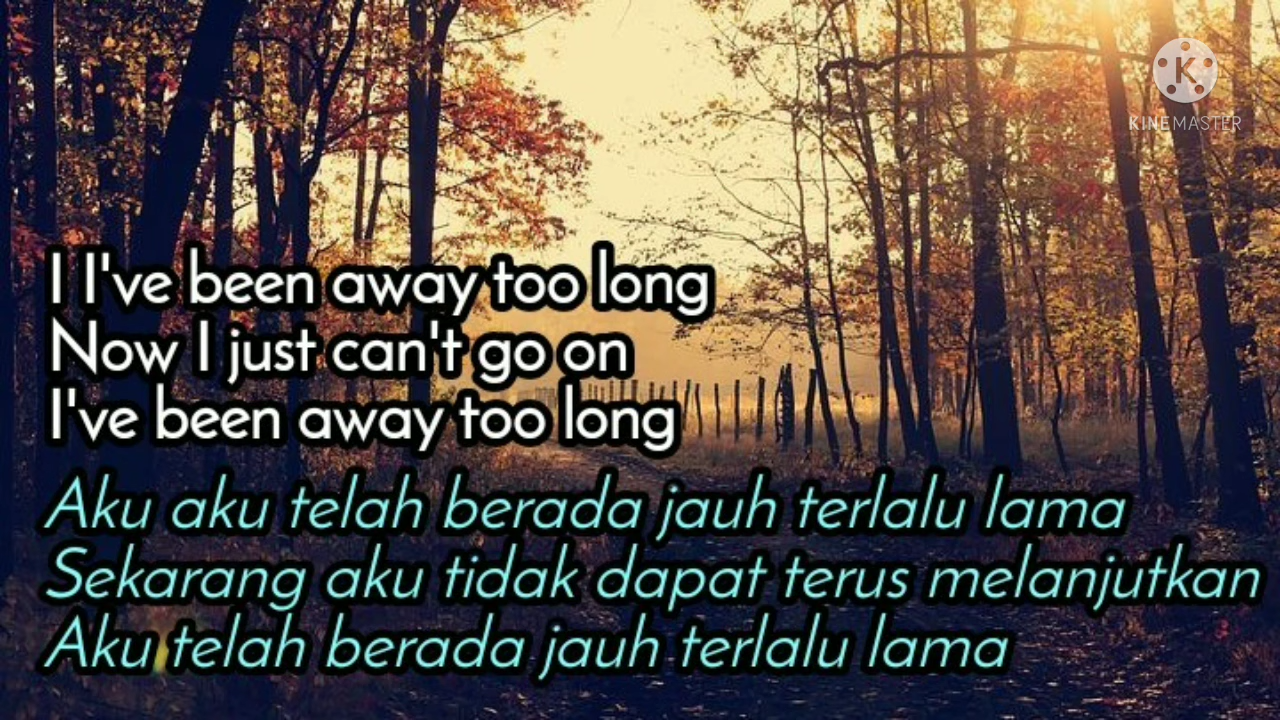 KINEMASTER
I I've been away too long
Now I just can't go on
I've been away too long
Aku aku telah berada jauh terlalu lama
Sekarang aku tidak dapat terus melanjutkan
Aku telah berada jauh terlalu lama